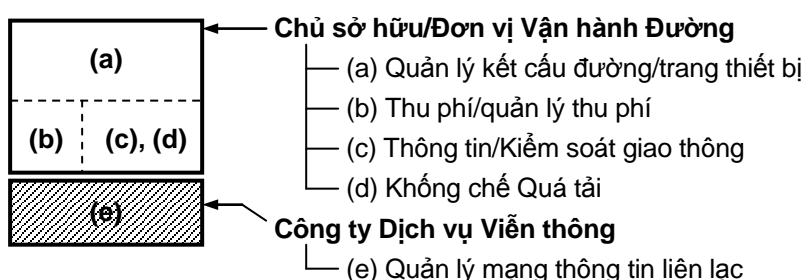 (a)
(b)
(c), (d)
(e)
Chủ sở hữu/Đơn vị Vận hành Đường
(a) Quản lý kết cấu đường/trang thiết bị
(b) Thu phí/quản lý thu phí
(c) Thông tin/Kiểm soát giao thông
(d) Khống chế Quá tải
Công ty Dịch vụ Viễn thông
(e) Quản lý mạng thông tin liên lạc